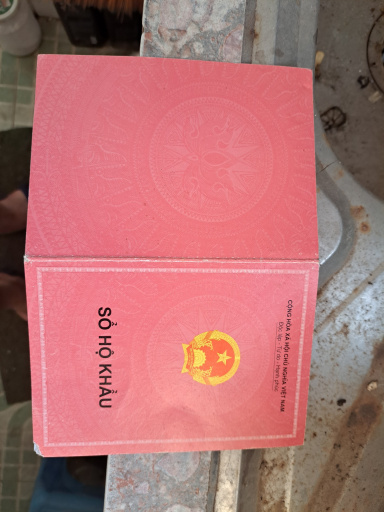 CỘNG HÒA XÃ HỘI CHỦ NGHĨA VIỆT NAM
Độc lập - Tự do - Hạnh phúc
SỔ HỘ KHẨU